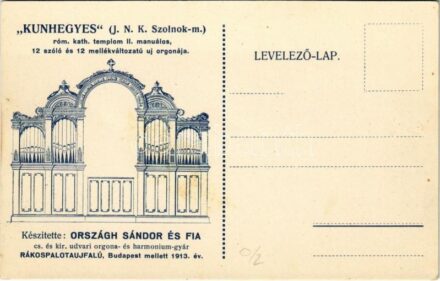 „KUNHEGYES“ (J. N. K. Szolnok-m.)
róm. kath. templom II. manuálos,
12 szóló és 12 mellékváltozatú uj orgonája.
LEVELEZŐ-LAP.
Készitette: ORSZÁGH SÁNDOR ÉS FIA
cs. és kir. udvari orgona- és harmonium-gyár
RÁKOSPALOTAUJFALÚ, Budapest mellett 1913. év.